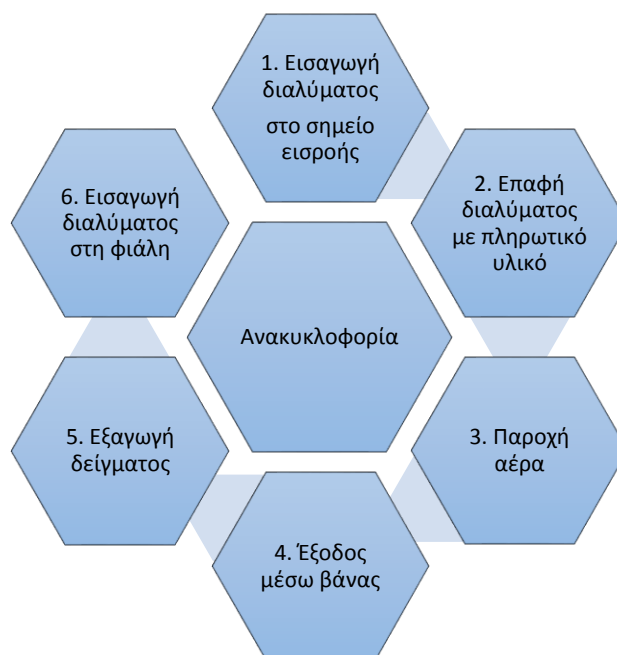 1. Εισαγωγή
διαλύματος
στο σημείο
εισροής
2. Επαφή
διαλύματος
με πληρωτικό
υλικό
3. Παροχή
αέρα
4. Έξοδος
μέσω βάνας
5. Εξαγωγή
δείγματος
6. Εισαγωγή
διαλύματος
στη φιάλη
Ανακυκλοφορία